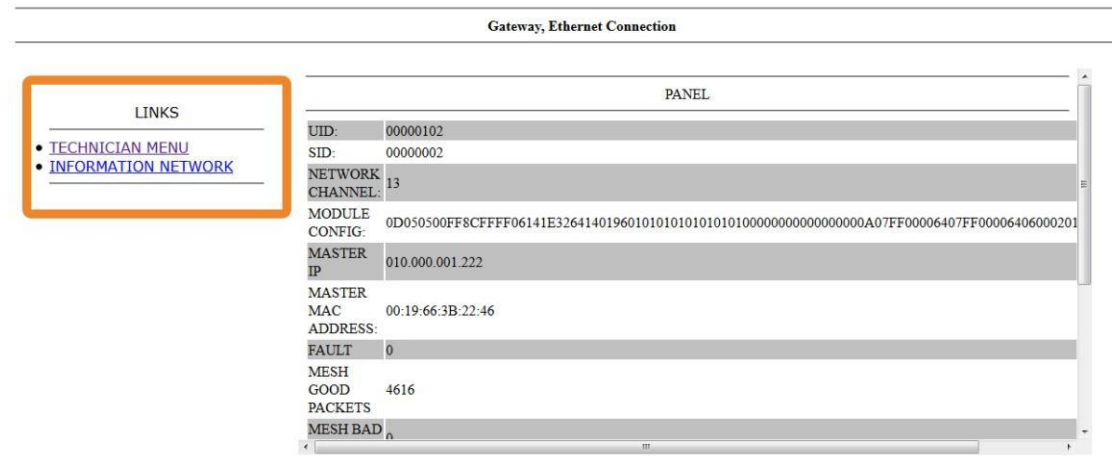 Gateway, Ethernet Connection
LINKS
TECHNICIAN MENU
INFORMATION NETWORK
PANEL
UID: 00000102
SID: 00000002
NETWORK
CHANNEL: 13
MODULE
CONFIG:
MASTER
IP 010.000.001.222
MASTER
MAC
ADDRESS: 00:19:66:3B:22:46
FAULT 0
MESH
GOOD
PACKETS 4616
MESH BAD 0